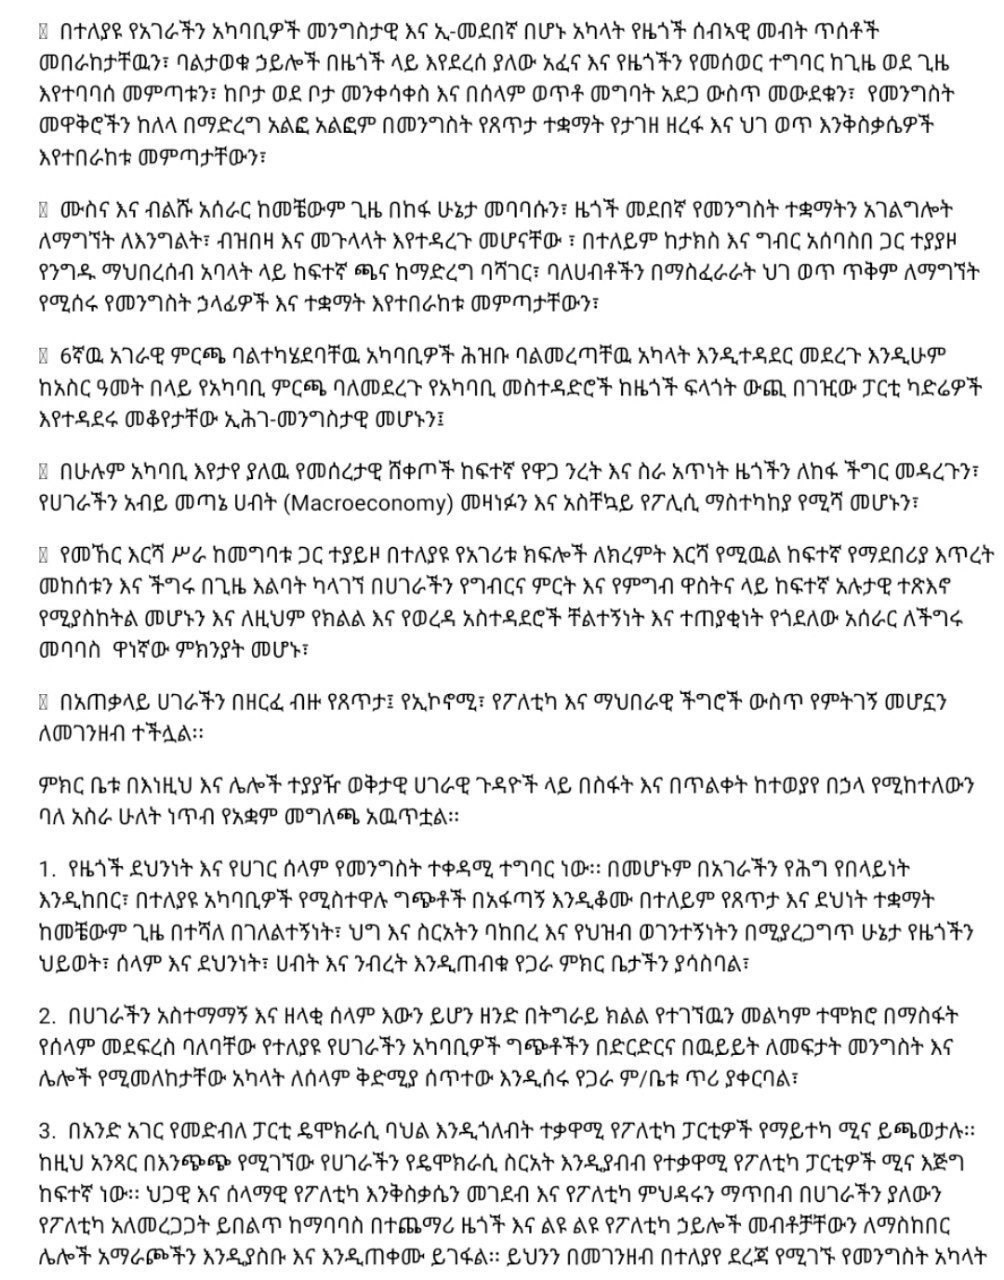 በተለያዩ የአገራችን አካባቢዎች መንግስታዊ እና ኢ-መደበኛ በሆኑ አካላት የዜጎች ሰብኣዊ መብት ጥሰቶች
መበራከታቸዉን፣ ባልታወቁ ኃይሎች በዜጎች ላይ እየደረሰ ያለው አፈና እና የዜጎችን የመሰወር ተግባር ከጊዜ ወደ ጊዜ
እየተባባሰ መምጣቱን፣ ከቦታ ወደ ቦታ መንቀሳቀስ እና በሰላም ወጥቶ መግባት አደጋ ውስጥ መውደቁን፣ የመንግስት
መዋቅሮችን ከለላ በማድረግ አልፎ አልፎም በመንግስት የጸጥታ ተቋማት የታገዘ ዘረፋ እና ህገ ወጥ እንቅስቃሴዎች
እየተበራከቱ መምጣታቸውን፣
ሙስና እና ብልሹ አሰራር ከመቼውም ጊዜ በከፋ ሁኔታ መባባሱን፣ ዜጎች መደበኛ የመንግስት ተቋማትን አገልግሎት
ለማግኘት ለእንግልት፣ ብዝበዛ እና መጉላላት እየተዳረጉ መሆናቸው ፣ በተለይም ከታክስ እና ግብር አሰባሰበ ጋር ተያያዞ
የንግዱ ማህበረሰብ አባላት ላይ ከፍተኛ ጫና ከማድረግ ባሻገር፣ ባለሀብቶችን በማስፈራራት ህገ ወጥ ጥቅም ለማግኘት
የሚሰሩ የመንግስት ኃላፊዎች እና ተቋማት እየተበራከቱ መምጣታቸውን፣
6ኛዉ አገራዊ ምርጫ ባልተካሄደባቸዉ አካባቢዎች ሕዝቡ ባልመረጣቸዉ አካላት እንዲተዳደር መደረጉ እንዲሁም
ከአስር ዓመት በላይ የአካባቢ ምርጫ ባለመደረጉ የአካባቢ መስተዳድሮች ከዜጎች ፍላጎት ውጪ በገዢው ፓርቲ ካድሬዎች
እየተዳደሩ መቆየታቸው ኢሕገ-መንግስታዊ መሆኑን፤
በሁሉም አካባቢ እየታየ ያለዉ የመሰረታዊ ሸቀጦች ከፍተኛ የዋጋ ንረት እና ስራ አጥነት ዜጎችን ለከፋ ችግር መዳረጉን፣
የሀገራችን አብይ መጣኔ ሀብት (Macroeconomy) መዛነፉን እና አስቸኳይ የፖሊሲ ማስተካከያ የሚሻ መሆኑን፣
የመኸር እርሻ ሥራ ከመግባቱ ጋር ተያይዞ በተለያዩ የአገሪቱ ክፍሎች ለክረምት እርሻ የሚዉል ከፍተኛ የማደበሪያ እጥረት
መከሰቱን እና ችግሩ በጊዜ እልባት ካላገኘ በሀገራችን የግብርና ምርት እና የምግብ ዋስትና ላይ ከፍተኛ አሉታዊ ተጽእኖ
የሚያስከትል መሆኑን እና ለዚህም የክልል እና የወረዳ አስተዳደሮች ቸልተኝነት እና ተጠያቂነት የጎደለው አሰራር ለችግሩ
መባባስ ዋነኛው ምክንያት መሆኑ፣
በአጠቃላይ ሀገራችን በዘርፈ ብዙ የጸጥታ፤ የኢኮኖሚ፣ የፖለቲካ እና ማህበራዊ ችግሮች ውስጥ የምትገኝ መሆኗን
ለመገንዘብ ተችሏል።
ምክር ቤቱ በእነዚህ እና ሌሎች ተያያዥ ወቅታዊ ሀገራዊ ጉዳዮች ላይ በስፋት እና በጥልቀት ከተወያየ በኃላ የሚከተለውን
ባለ አስራ ሁለት ነጥብ የአቋም መግለጫ አዉጥቷል።
1. የዜጎች ደህንነት እና የሀገር ሰላም የመንግስት ተቀዳሚ ተግባር ነው። በመሆኑም በአገራችን የሕግ የበላይነት
እንዲከበር፣ በተለያዩ አካባቢዎች የሚስተዋሉ ግጭቶች በአፋጣኝ እንዲቆሙ በተለይም የጸጥታ እና ደህነት ተቋማት
ከመቼውም ጊዜ በተሻለ በገለልተኝነት፣ ህግ እና ስርአትን ባከበረ እና የህዝብ ወገንተኝነትን በሚያረጋግጥ ሁኔታ የዜጎችን
ህይወት፣ ሰላም እና ደህንነት፣ ሀብት እና ንብረት እንዲጠብቁ የጋራ ምክር ቤታችን ያሳስባል፣
2. በሀገራችን አስተማማኝ እና ዘላቂ ሰላም እውን ይሆን ዘንድ በትግራይ ክልል የተገኘዉን መልካም ተሞክሮ በማስፋት
የሰላም መደፍረስ ባለባቸው የተለያዩ የሀገራችን አካባቢዎች ግጭቶችን በድርድርና በዉይይት ለመፍታት መንግስት እና
ሌሎች የሚመለከታቸው አካላት ለሰላም ቅድሚያ ሰጥተው እንዲሰሩ የጋራ ም/ቤቱ ጥሪ ያቀርባል፣
3. በአንድ አገር የመድብለ ፓርቲ ዴሞክራሲ ባህል እንዲጎለብት ተቃዋሚ የፖለቲካ ፓርቲዎች የማይተካ ሚና ይጫወታሉ።
ከዚህ አንጻር በእንጭጭ የሚገኘው የሀገራችን የዴሞክራሲ ስርአት እንዲያብብ የተቃዋሚ የፖለቲካ ፓርቲዎች ሚና እጅግ
ከፍተኛ ነው። ህጋዊ እና ሰላማዊ የፖለቲካ እንቅስቃሴን መገደብ እና የፖለቲካ ምህዳሩን ማጥበብ በሀገራችን ያለውን
የፖለቲካ አለመረጋጋት ይበልጥ ከማባባስ በተጨማሪ ዜጎች እና ልዩ ልዩ የፖለቲካ ኃይሎች መብቶቻቸውን ለማስከበር
ሌሎች አማራጮችን እንዲያስቡ እና እንዲጠቀሙ ይገፋል። ይህንን በመገንዘብ በተለያየ ደረጃ የሚገኙ የመንግስት አካላት